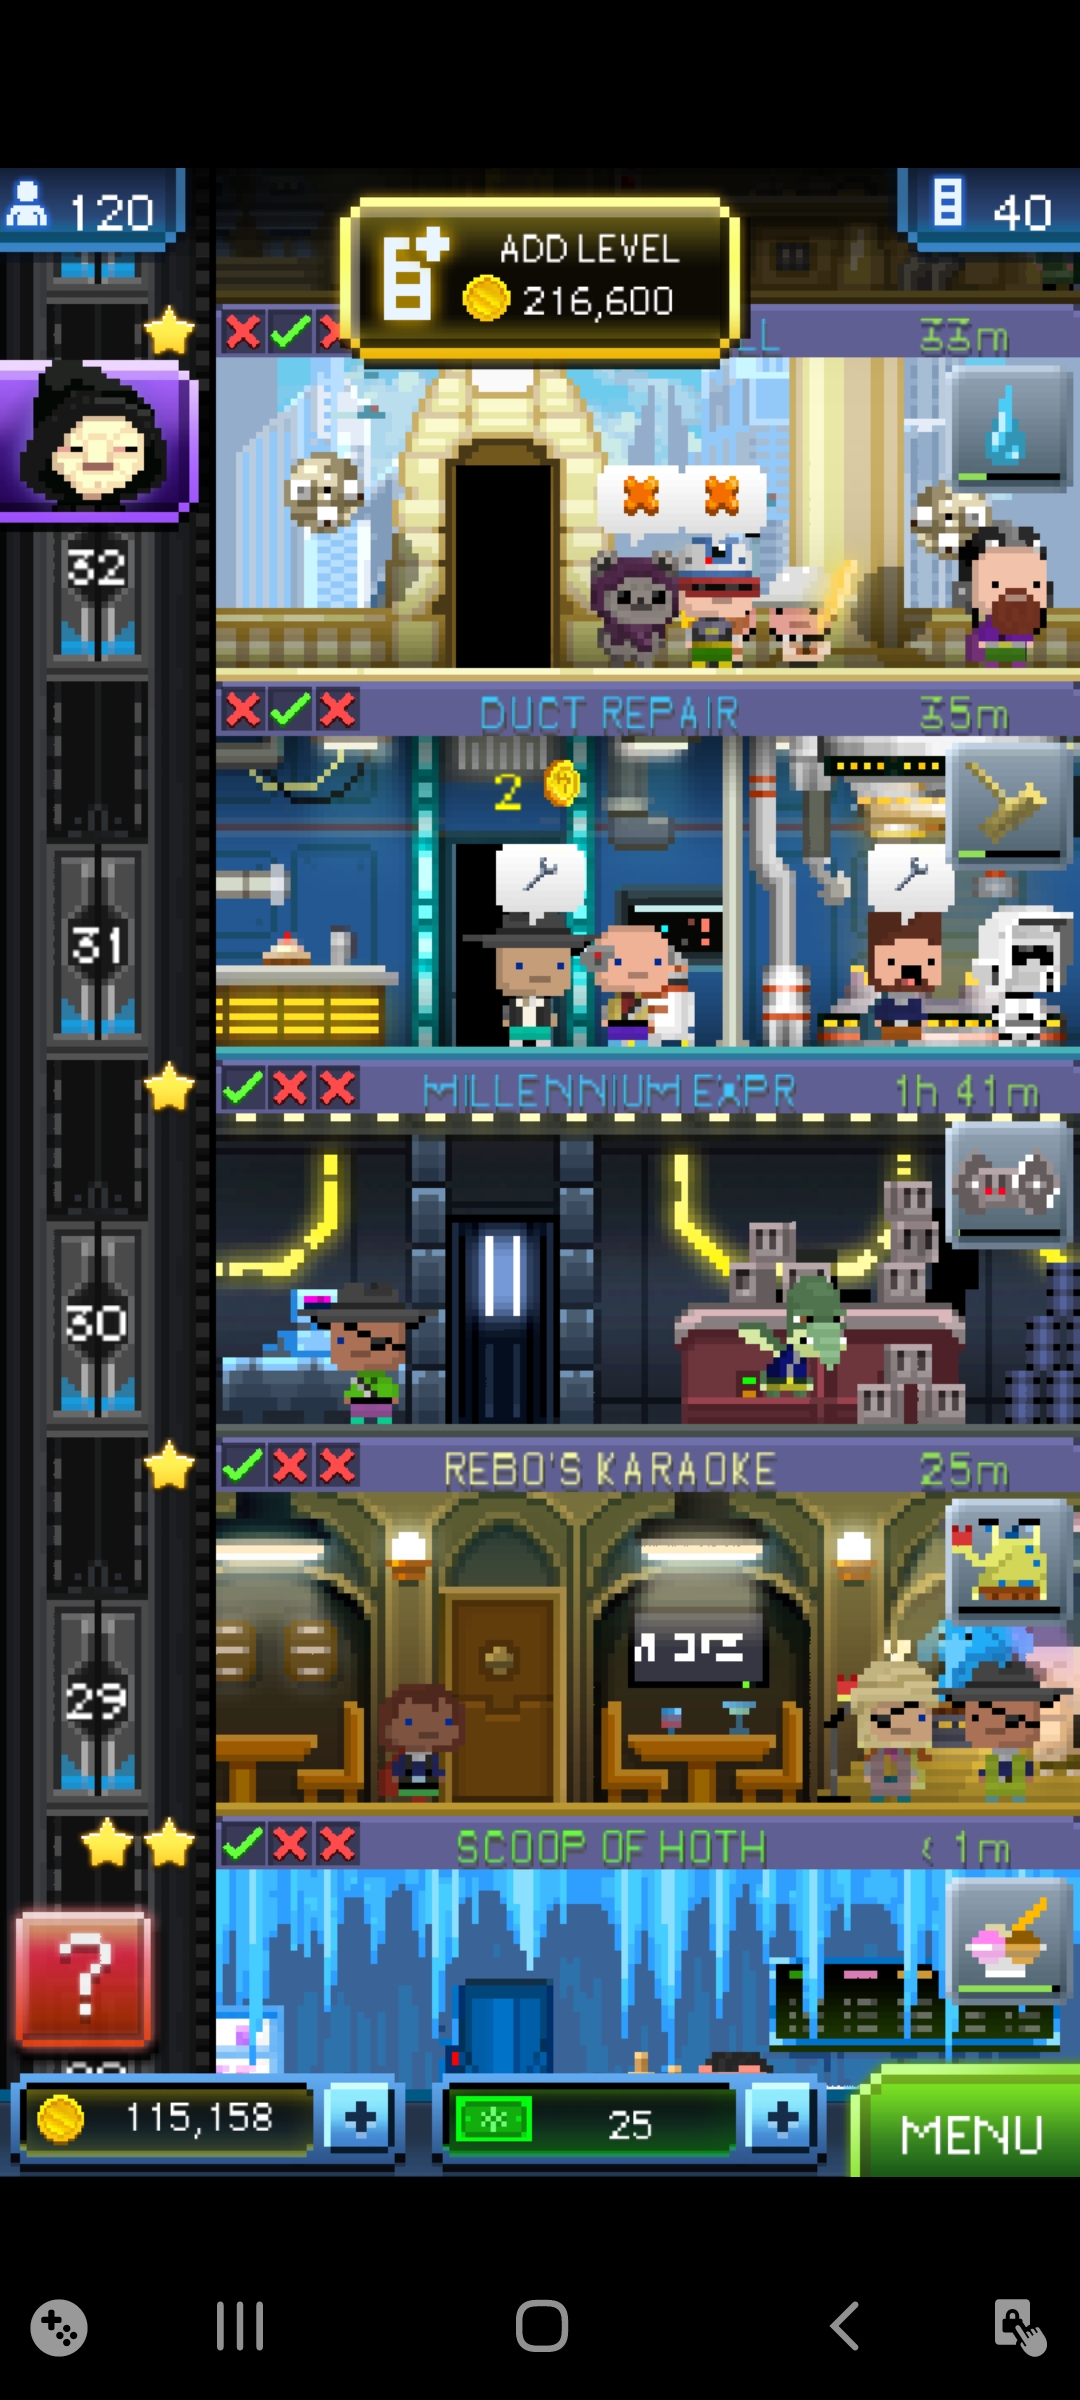 120
ADD LEVEL
216,600
40
LL
33m
32
DUCT REPAIR
35m
2
31
MILLENNIUM EXPR
1h 41m
30
REBO'S KARAOKE
25m
29
SCOOP OF HOTH
< 1m
?
115,158
+
25
+
MENU